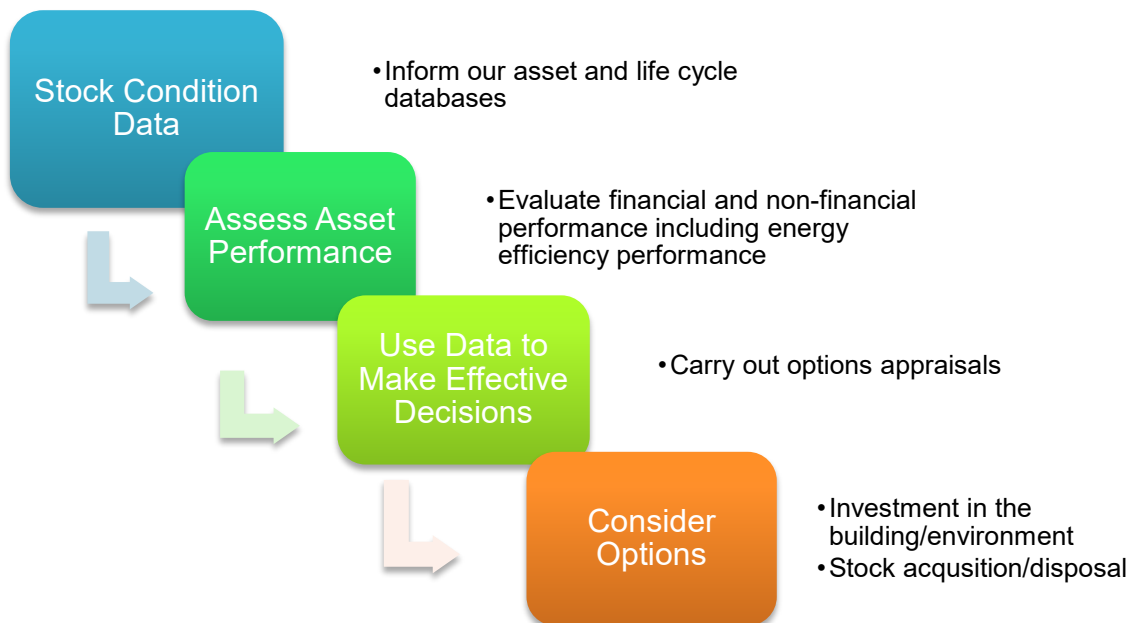 Stock Condition
Data
•Inform our asset and life cycle
databases
Assess Asset
Performance
•Evaluate financial and non-financial
performance including energy
efficiency performance
Use Data to
Make Effective
Decisions
•Carry out options appraisals
Consider
Options
•Investment in the
building/environment
•Stock acqusition/disposal